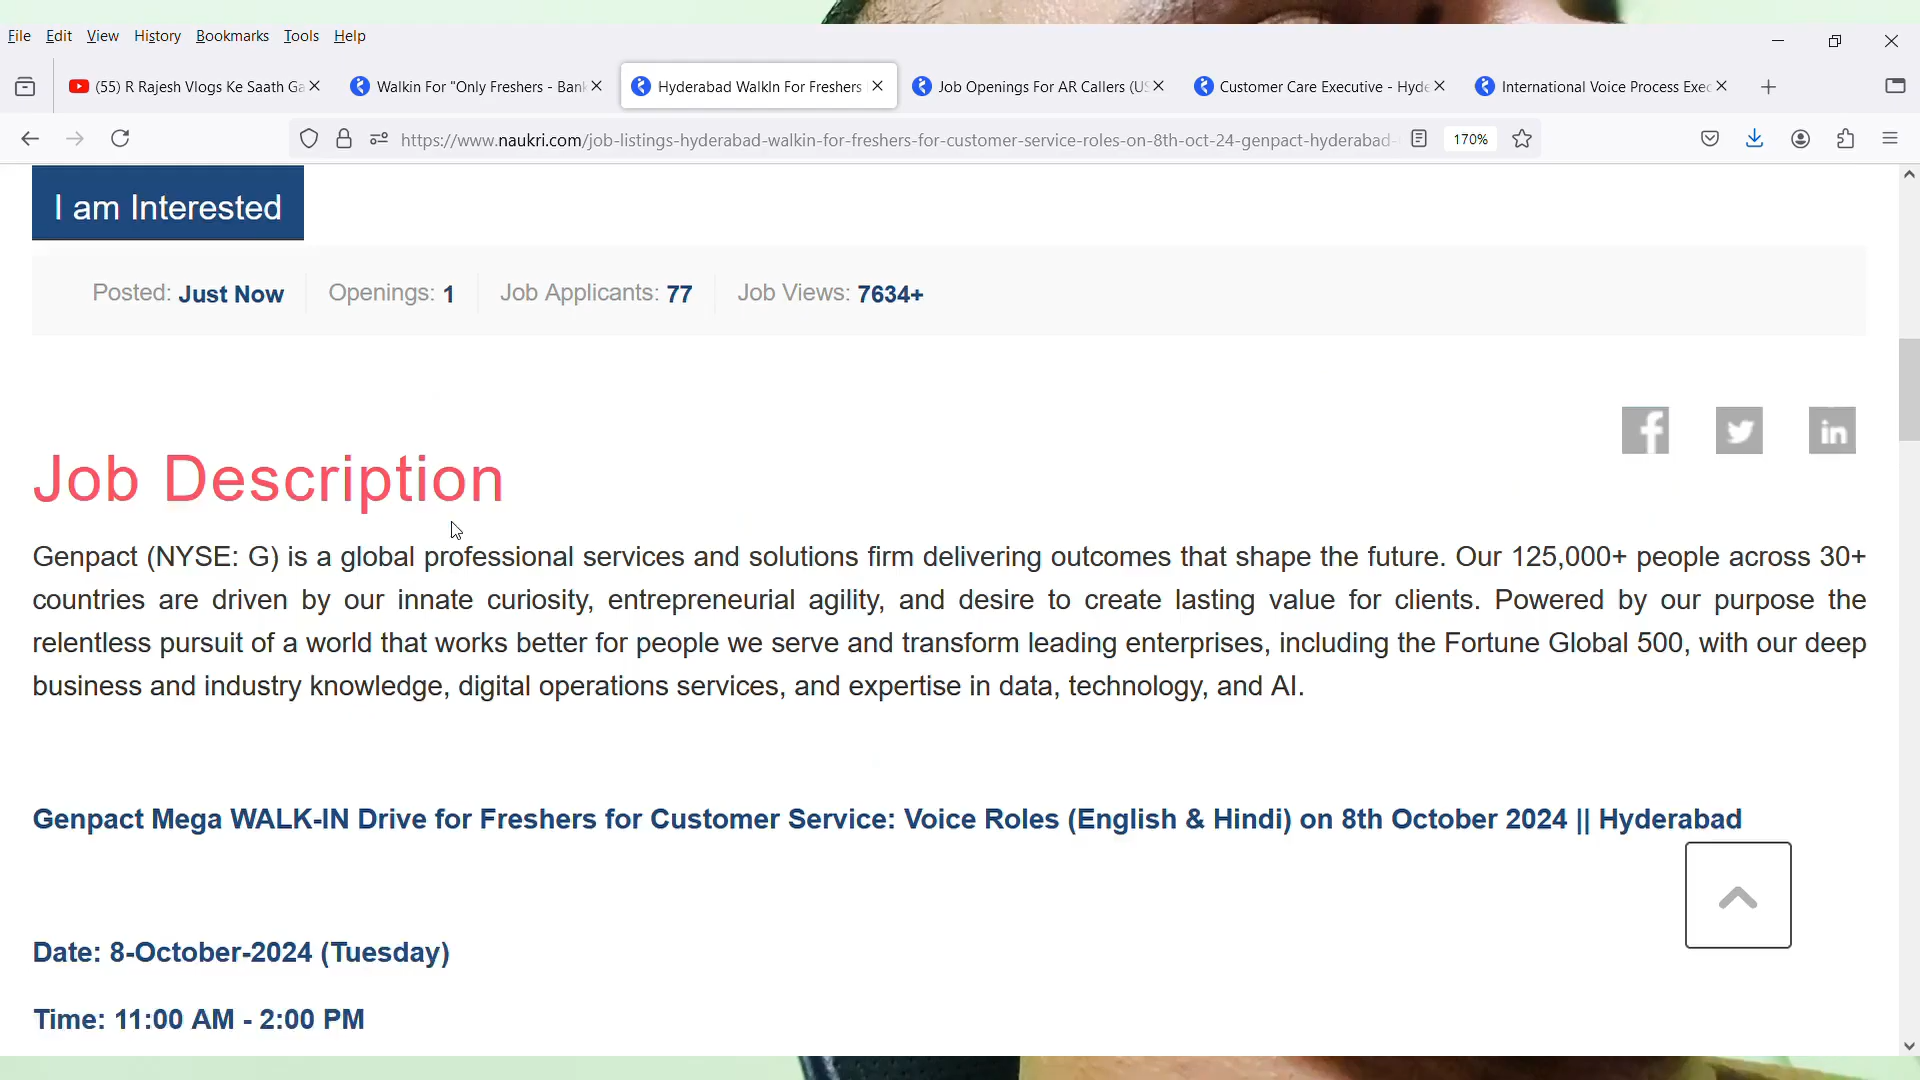 File Edit View History Bookmarks Tools Help
(55) R Rajesh Vlogs Ke Saath Ga
Walkin For "Only Freshers - Bank
Hyderabad WalkIn For Freshers
Job Openings For AR Callers (US
Customer Care Executive - Hyde
International Voice Process Exec
https://www.naukri.com/job-listings-hyderabad-walkin-for-freshers-for-customer-service-roles-on-8th-oct-24-genpact-hyderabad-
170%
I am Interested
Posted: Just Now Openings: 1 Job Applicants: 77 Job Views: 7634+
Job Description
Genpact (NYSE: G) is a global professional services and solutions firm delivering outcomes that shape the future. Our 125,000+ people across 30+
countries are driven by our innate curiosity, entrepreneurial agility, and desire to create lasting value for clients. Powered by our purpose the
relentless pursuit of a world that works better for people we serve and transform leading enterprises, including the Fortune Global 500, with our deep
business and industry knowledge, digital operations services, and expertise in data, technology, and AI.
Genpact Mega WALK-IN Drive for Freshers for Customer Service: Voice Roles (English & Hindi) on 8th October 2024 || Hyderabad
Date: 8-October-2024 (Tuesday)
Time: 11:00 AM - 2:00 PM